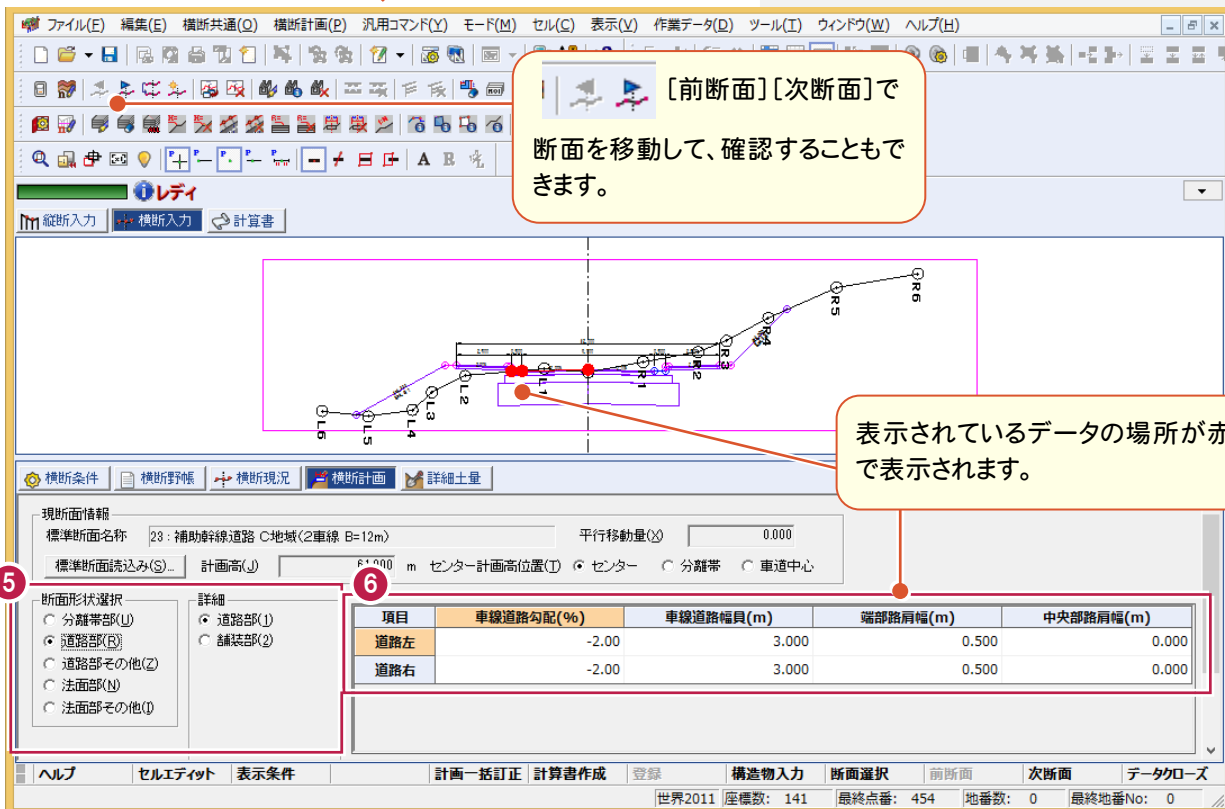 ファイル(F) 編集(E) 横断共通(O) 横断計画(P) 汎用コマンド(Y) モード(M) セル(C) 表示(V) 作業データ(D) ツール(T) ウィンドウ(W) ヘルプ(H)
[前断面][次断面]で
断面を移動して、確認することもで
きます。
A R
レディ
縦断入力 横断入力 計算書
R6
R5
R4
R3
R2
R1
L1
L2
L3
L4
L5
L6
表示されているデータの場所が赤
で表示されます。
横断条件 横断野帳 横断現況 横断計画 詳細土量
現断面情報
標準断面名称 23 : 補助幹線道路 C地域(2車線 B=12m) 平行移動量(X) 0.000
標準断面読込み(S)... 計画高(J) 61.000 m センター計画高位置(T) センター 分離帯 車道中心
5
6
断面形状選択 詳細
分離帯部(U) 道路部(1)
道路部(R) 舗装部(2)
道路部その他(Z)
法面部(N)
法面部その他(I)
項目 車線道路勾配(%) 車線道路幅員(m) 端部路肩幅(m) 中央部路肩幅(m)
道路左 -2.00 3.000 0.500 0.000
道路右 -2.00 3.000 0.500 0.000
ヘルプ セルエディット 表示条件 計画一括訂正 計算書作成 登録 構造物入力 断面選択 前断面 次断面 データクローズ
世界2011 座標数: 141 最終点番: 454 地番数: 0 最終地番No: 0